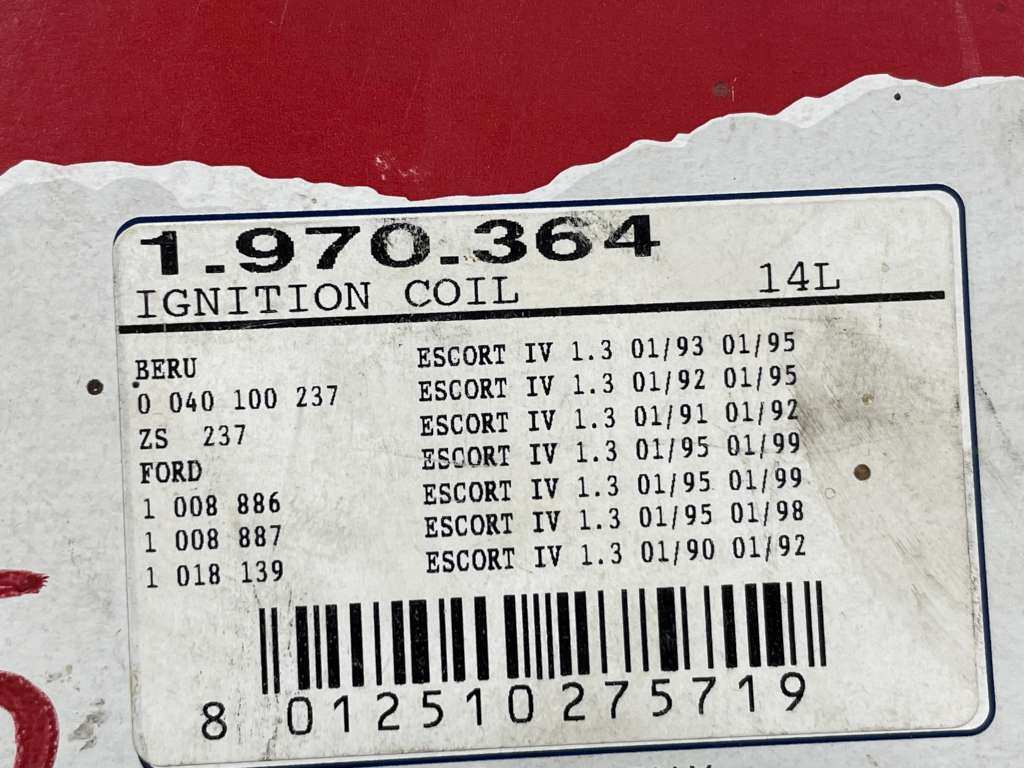 1.970.364
IGNITION COIL 14L
BERU
0 040 100 237
ZS 237
FORD
1 008 886
1 008 887
1 018 139
ESCORT IV 1.3 01/93 01/95
ESCORT IV 1.3 01/92 01/95
ESCORT IV 1.3 01/91 01/92
ESCORT IV 1.3 01/95 01/99
ESCORT IV 1.3 01/95 01/99
ESCORT IV 1.3 01/95 01/98
ESCORT IV 1.3 01/90 01/92
8 012510 275719